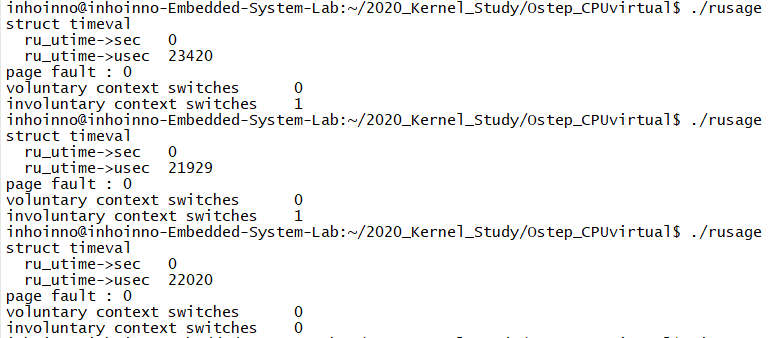 inhoinno@inhoinno-Embedded-System-Lab:~/2020_Kernel_Study/Ostep_CPUvirtual$ ./rusage
struct timeval
  ru_utime->sec   0
  ru_utime->usec  23420
page fault : 0
voluntary context switches      0
involuntary context switches    1
inhoinno@inhoinno-Embedded-System-Lab:~/2020_Kernel_Study/Ostep_CPUvirtual$ ./rusage
struct timeval
  ru_utime->sec   0
  ru_utime->usec  21929
page fault : 0
voluntary context switches      0
involuntary context switches    1
inhoinno@inhoinno-Embedded-System-Lab:~/2020_Kernel_Study/Ostep_CPUvirtual$ ./rusage
struct timeval
  ru_utime->sec   0
  ru_utime->usec  22020
page fault : 0
voluntary context switches      0
involuntary context switches    0